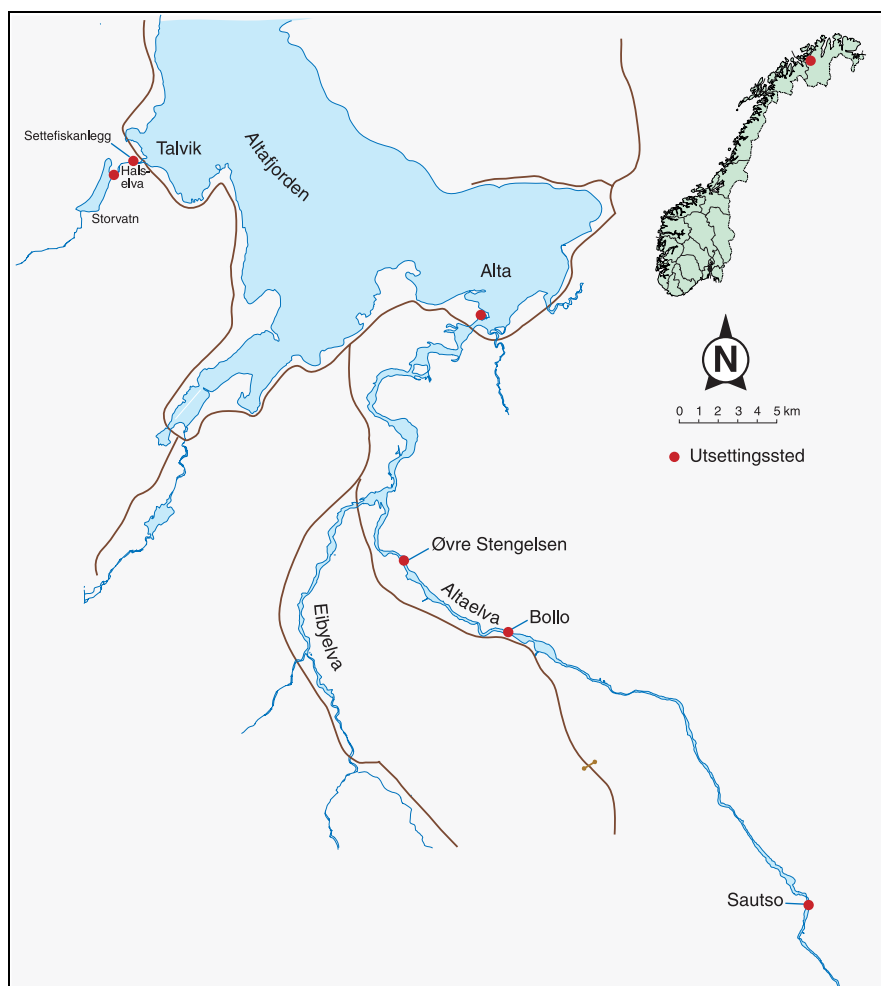 Settefiskanlegg
Talvik
Hals-
elva
Storvatn
Altafjorden
Alta
N
0 1 2 3 4 5 km
Utsettingssted
Øvre Stengelsen
Altaelva
Bollo
Eibyelva
Sautso